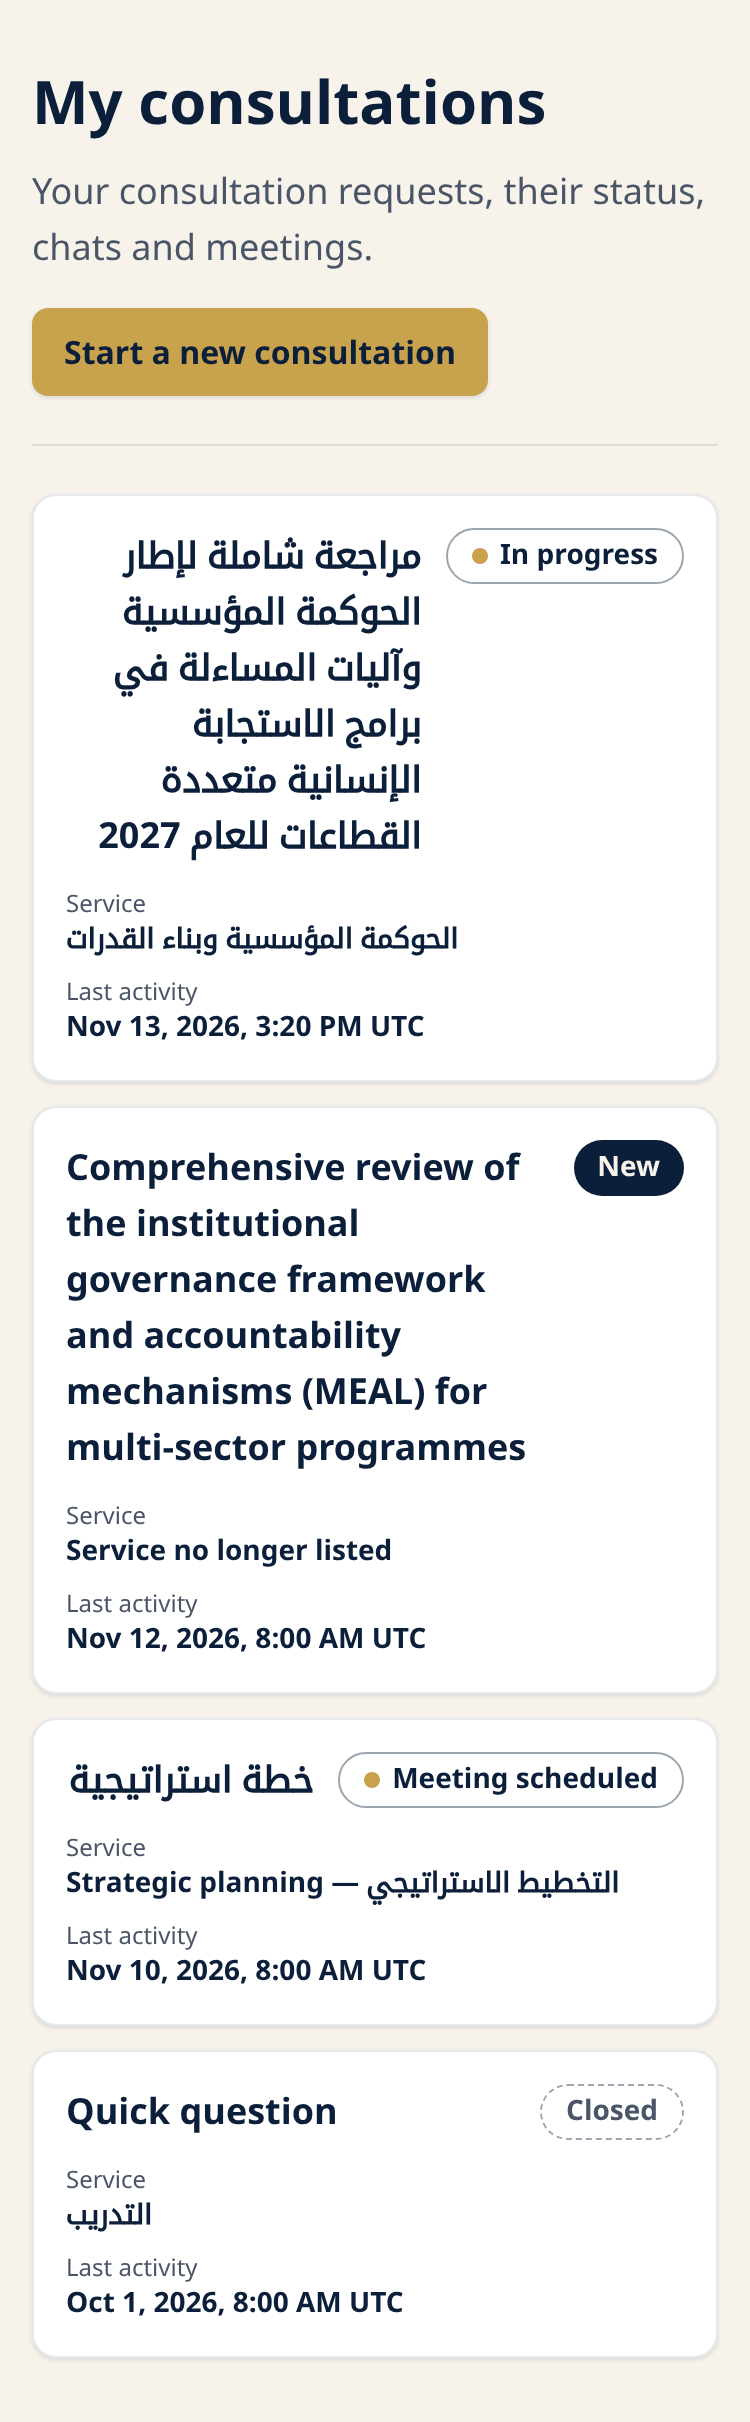 My consultations
Your consultation requests, their status,
chats and meetings.
Start a new consultation
مراجعة شاملة لإطار
الحوكمة المؤسسية
وآليات المساءلة في
برامج الاستجابة
الإنسانية متعددة
القطاعات للعام 2027
In progress
Service
الحوكمة المؤسسية وبناء القدرات
Last activity
Nov 13, 2026, 3:20 PM UTC
Comprehensive review of
the institutional
governance framework
and accountability
mechanisms (MEAL) for
multi-sector programmes
New
Service
Service no longer listed
Last activity
Nov 12, 2026, 8:00 AM UTC
خطة استراتيجية
Meeting scheduled
Service
Strategic planning — التخطيط الاستراتيجي
Last activity
Nov 10, 2026, 8:00 AM UTC
Quick question
Closed
Service
التدريب
Last activity
Oct 1, 2026, 8:00 AM UTC